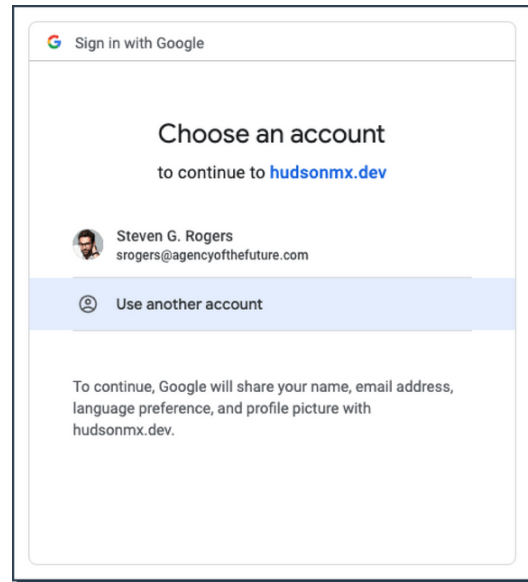 Sign in with Google
Choose an account
to continue to hudsonmx.dev
Steven G. Rogers
srogers@agencyofthefuture.com
Use another account
To continue, Google will share your name, email address,
language preference, and profile picture with
hudsonmx.dev.